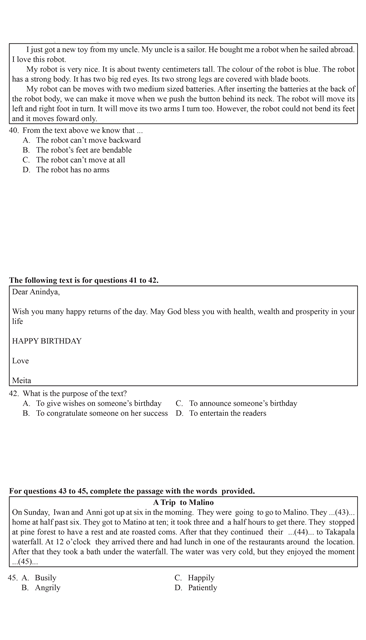 I just got a new toy from my uncle. My uncle is a sailor. He bought me a robot when he sailed abroad.
I love this robot.
My robot is very nice. It is about twenty centimeters tall. The colour of the robot is blue. The robot
has a strong body. It has two big red eyes. Its two strong legs are covered with blade boots.
My robot can be moves with two medium sized batteries. After inserting the batteries at the back of
the robot body, we can make it move when we push the button behind its neck. The robot will move its
left and right foot in turn. It will move its two arms I turn too. However, the robot could not bend its feet
and it moves foward only.
40. From the text above we know that ...
A. The robot can't move backward
B. The robot's feet are bendable
C. The robot can't move at all
D. The robot has no arms
The following text is for questions 41 to 42.
Dear Anindya,
Wish you many happy returns of the day. May God bless you with health, wealth and prosperity in your
life
HAPPY BIRTHDAY
Love
Meita
42. What is the purpose of the text?
A. To give wishes on someone's birthday C. To announce someone's birthday
B. To congratulate someone on her success D. To entertain the readers
For questions 43 to 45, complete the passage with the words provided.
A Trip to Malino
On Sunday, Iwan and Anni got up at six in the morning. They were going to go to Malino. They ...(43)...
home at half past six. They got to Matino at ten; it took three and a half hours to get there. They stopped
at pine forest to have a rest and ate roasted coms. After that they continued their ...(44)... to Takapala
waterfall. At 12 o'clock they arrived there and had lunch in one of the restaurants around the location.
After that they took a bath under the waterfall. The water was very cold, but they enjoyed the moment
...(45)...
45. A. Busily C. Happily
B. Angrily D. Patiently